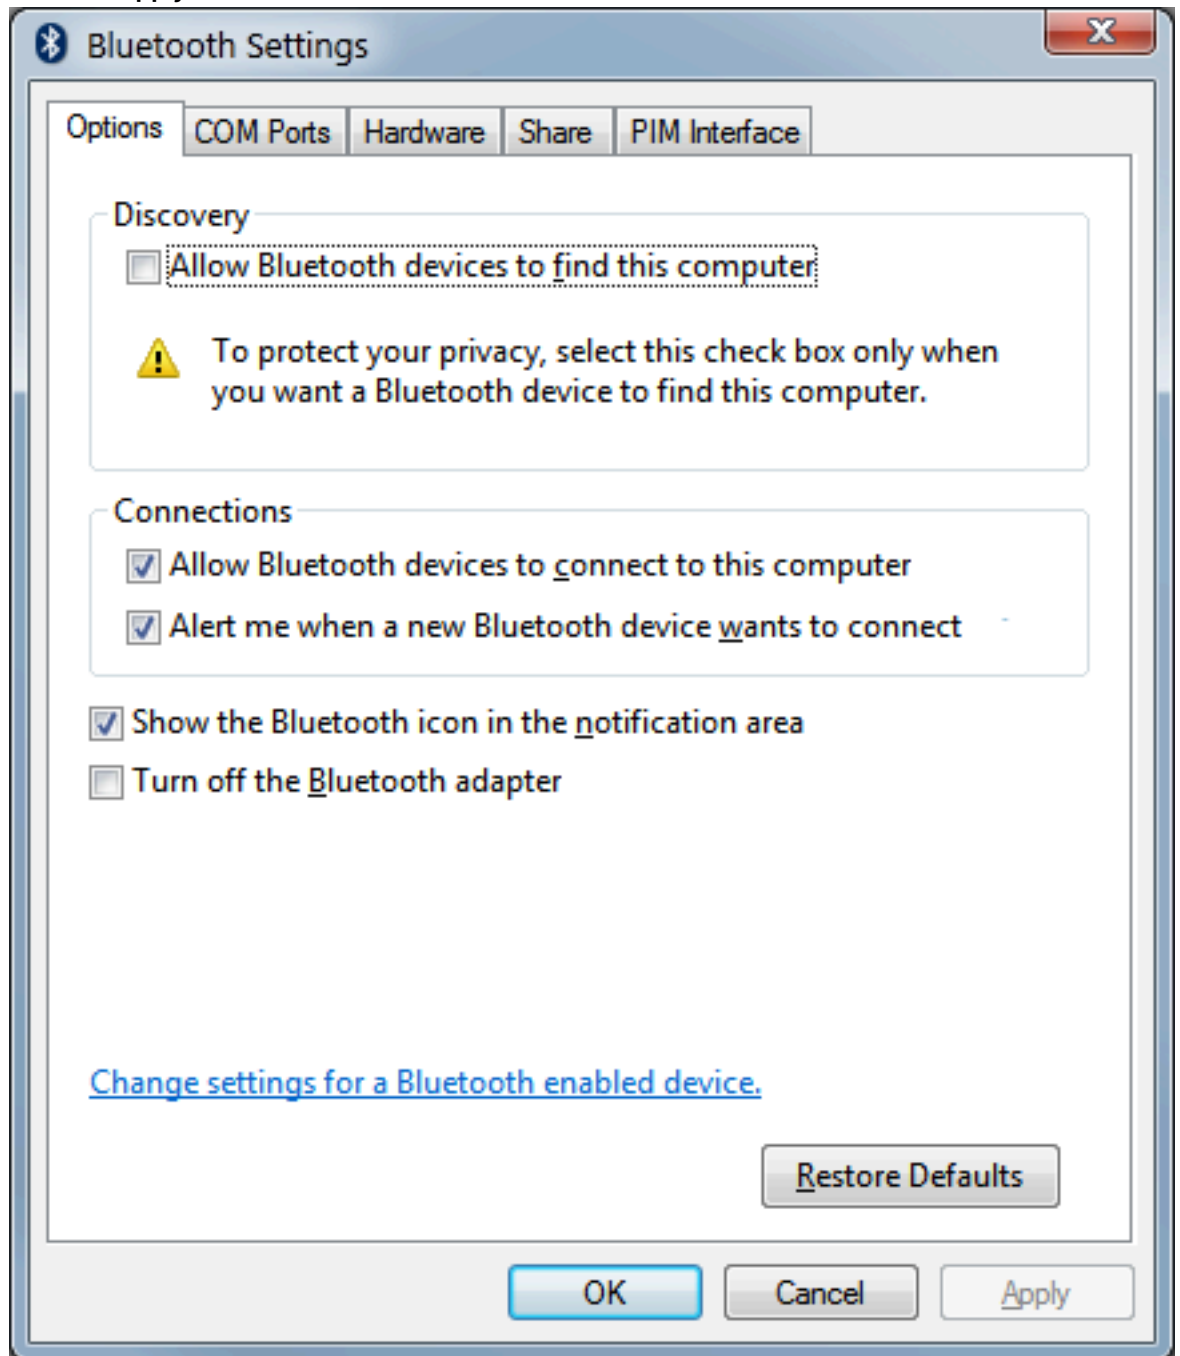 Bluetooth Settings
Options COM Ports Hardware Share PIM Interface
Discovery
Allow Bluetooth devices to find this computer
To protect your privacy, select this check box only when
you want a Bluetooth device to find this computer.
Connections
Allow Bluetooth devices to connect to this computer
Alert me when a new Bluetooth device wants to connect
Show the Bluetooth icon in the notification area
Turn off the Bluetooth adapter
Change settings for a Bluetooth enabled device.
Restore Defaults
OK Cancel Apply